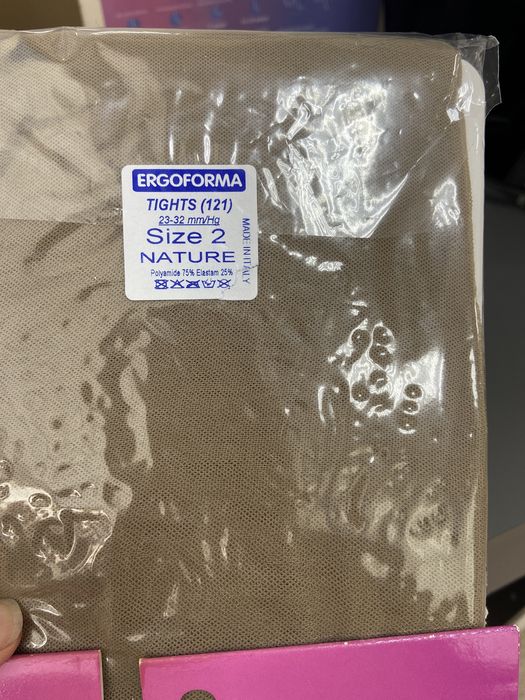 ERGOFORMA
TIGHTS (121)
23-32 mm/Hg
Size 2
NATURE
Polyamide 75% Elastam 25%
MADE IN ITALY